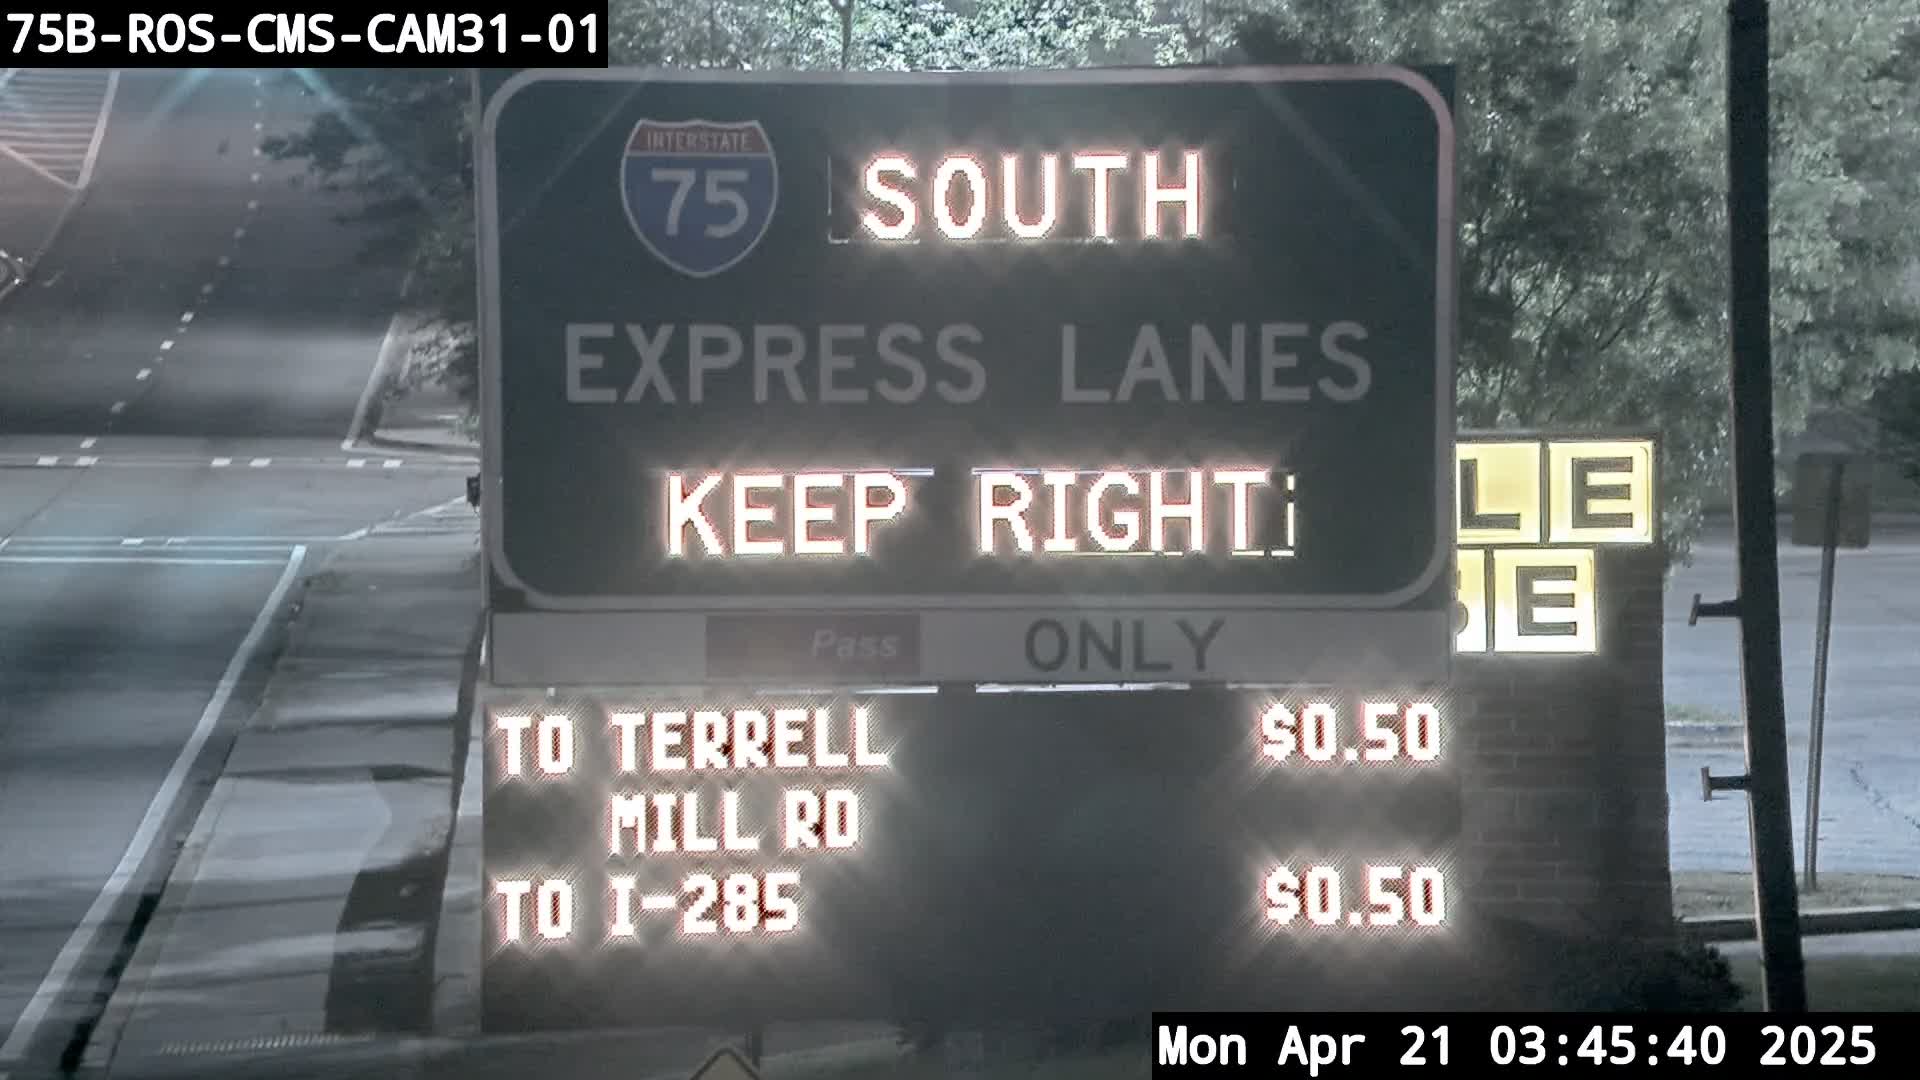 75B-ROS-CMS-CAM31-01
INTERSTATE
75
SOUTH
EXPRESS LANES
KEEP RIGHT
Pass ONLY
TO TERRELL $0.50
MILL RD
TO I-285 $0.50
LE
E
Mon Apr 21 03:45:40 2025